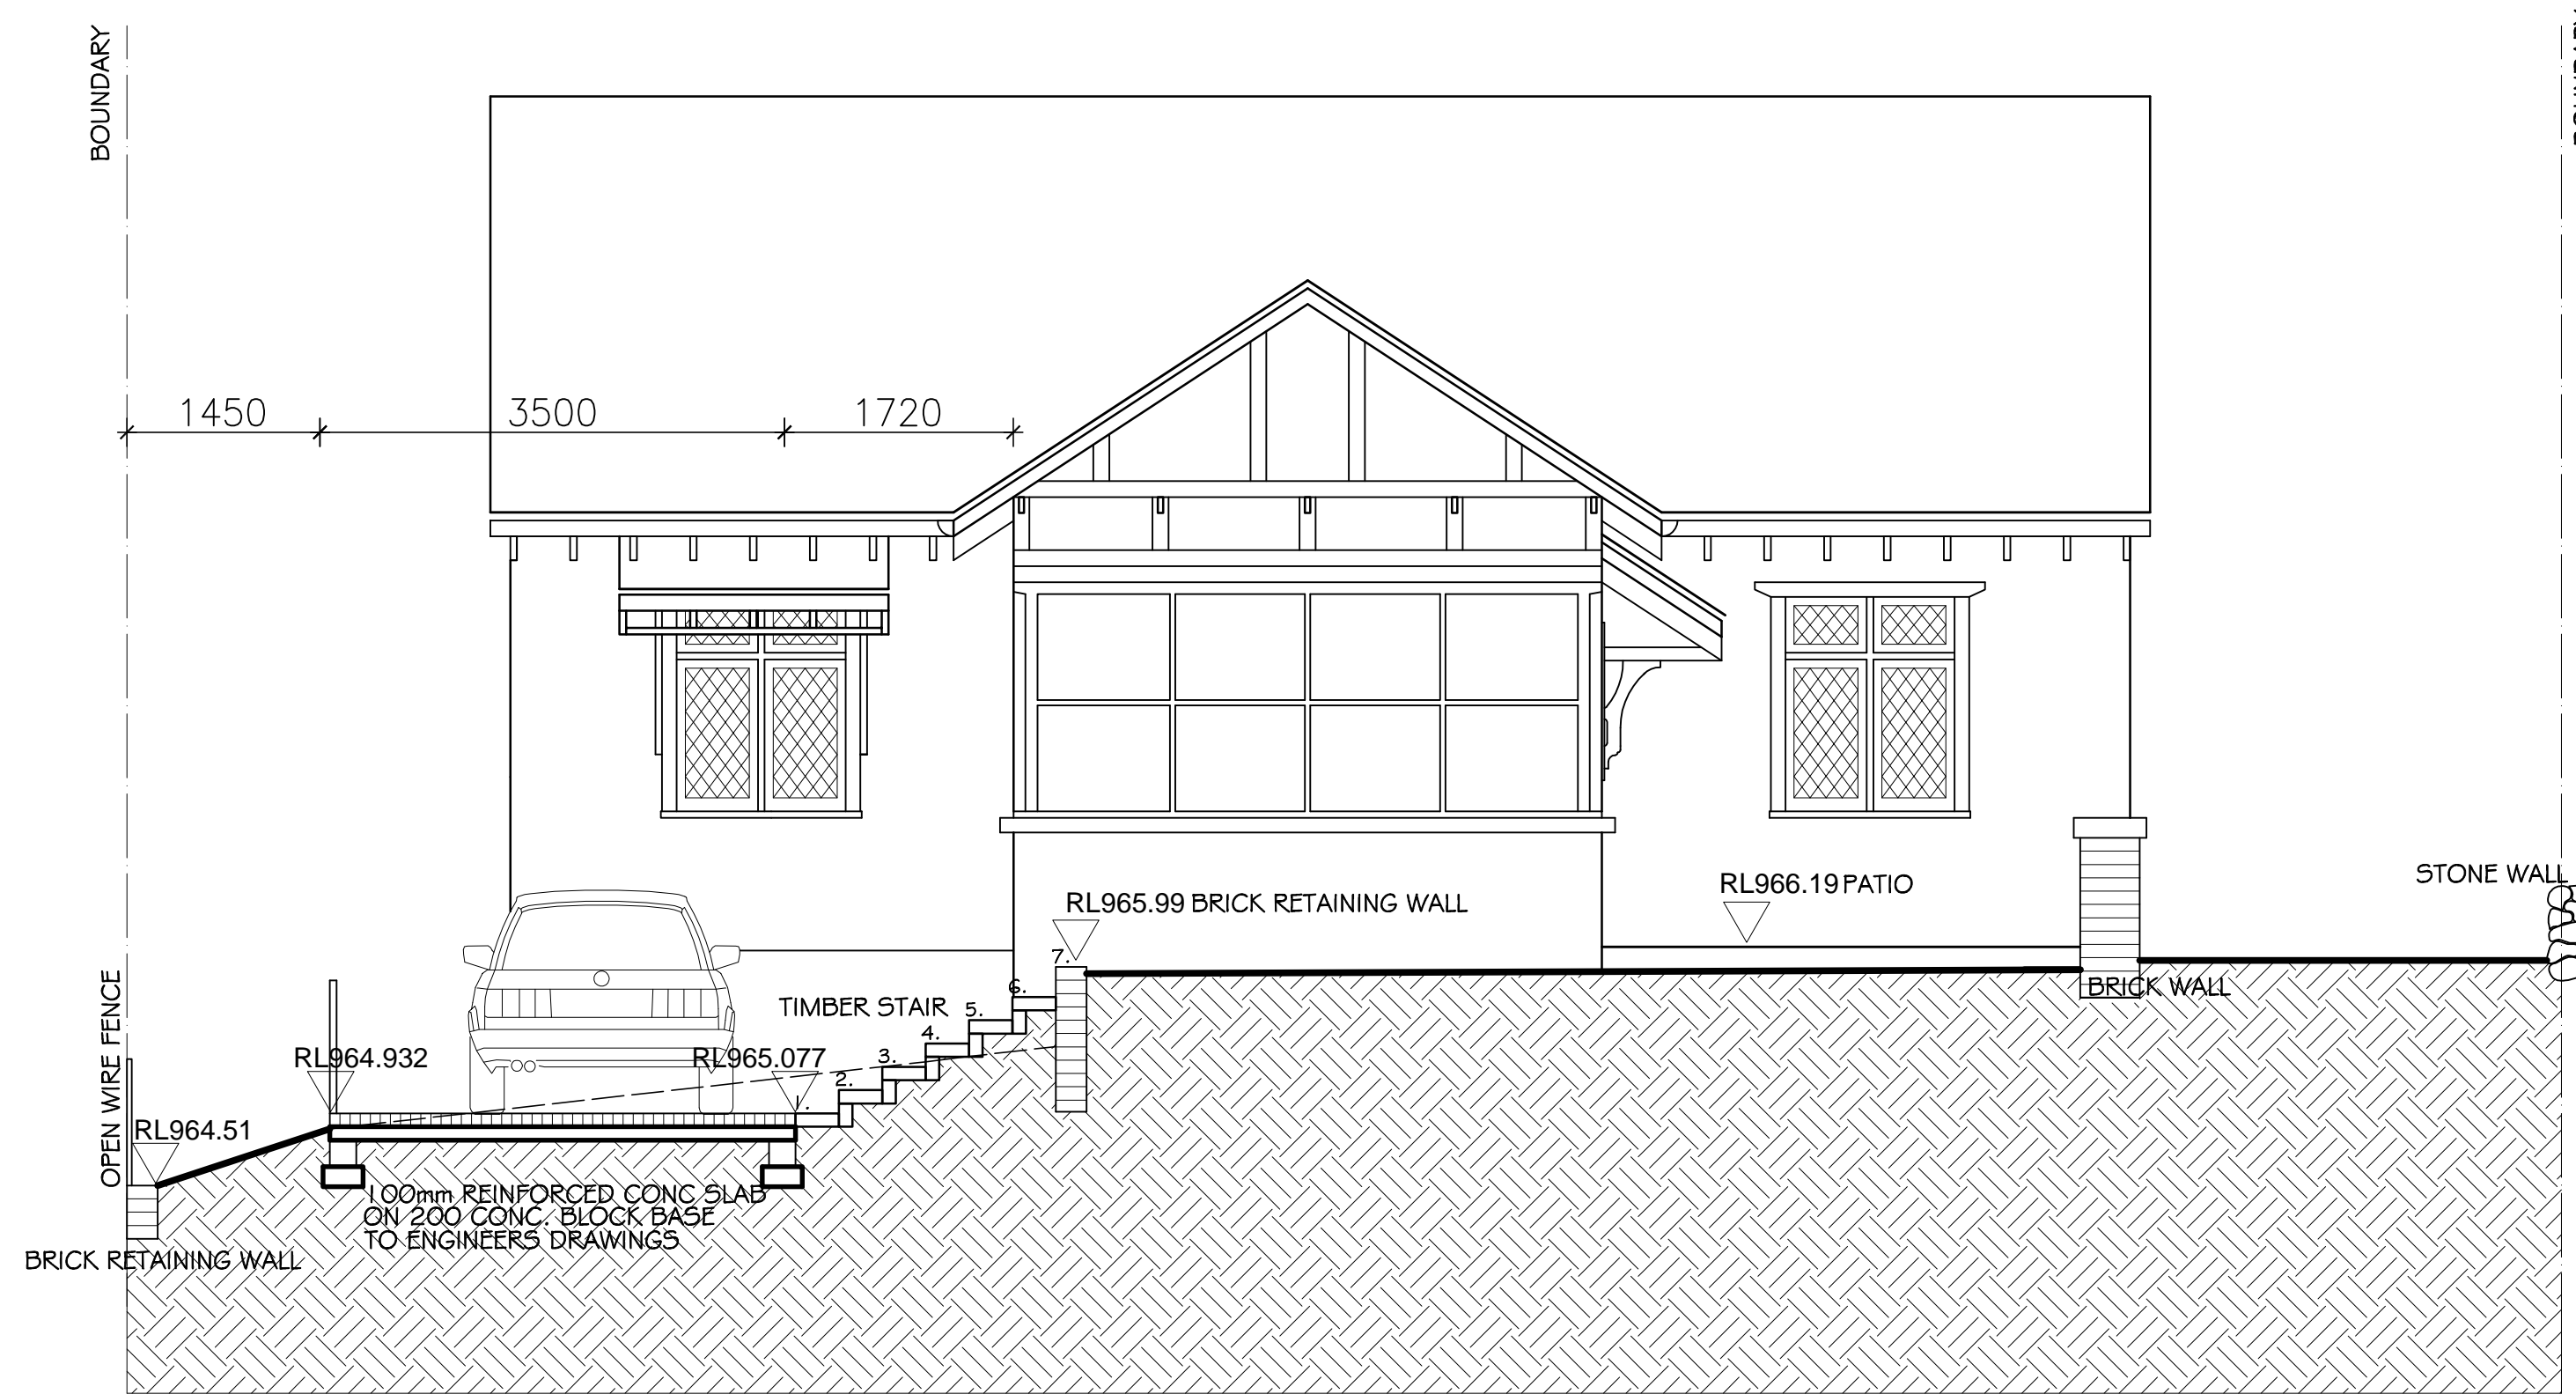 BOUNDARY
BOUNDARY
1450 3500 1720
STONE WALL
RL966.19 PATIO
RL965.99 BRICK RETAINING WALL
7.
6.
5.
4.
3.
2.
1.
TIMBER STAIR
BRICK WALL
OPEN WIRE FENCE
RL964.932
RL965.077
RL964.51
100mm REINFORCED CONC SLAB
ON 200 CONC. BLOCK BASE
TO ENGINEERS DRAWINGS
BRICK RETAINING WALL